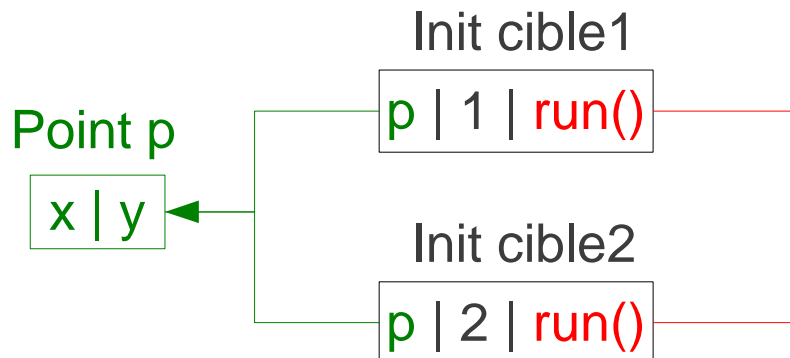 Init cible1
p | 1 | run()
Point p
x | y
Init cible2
p | 2 | run()